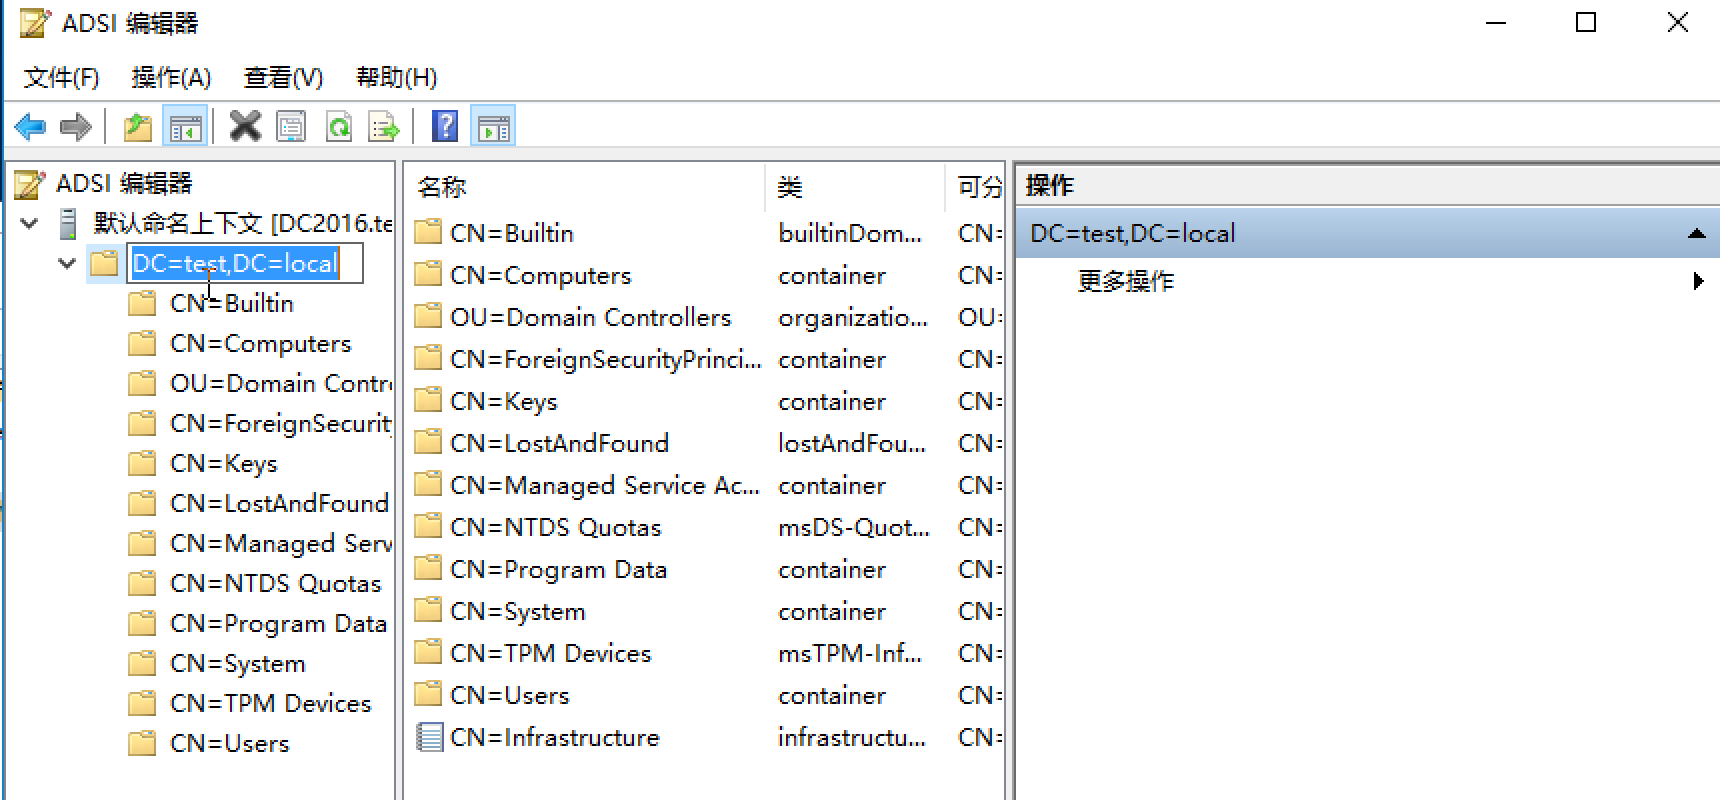 ADSI 编辑器
文件(F) 操作(A) 查看(V) 帮助(H)
ADSI 编辑器
默认命名上下文 [DC2016.te
DC=test,DC=local
CN=Builtin
CN=Computers
OU=Domain Contr
CN=ForeignSecurit
CN=Keys
CN=LostAndFound
CN=Managed Serv
CN=NTDS Quotas
CN=Program Data
CN=System
CN=TPM Devices
CN=Users
名称 类 可分
CN=Builtin builtinDom... CN=
CN=Computers container CN=
OU=Domain Controllers organizatio... OU=
CN=ForeignSecurityPrinci... container CN=
CN=Keys container CN=
CN=LostAndFound lostAndFou... CN=
CN=Managed Service Ac... container CN=
CN=NTDS Quotas msDS-Quot... CN=
CN=Program Data container CN=
CN=System container CN=
CN=TPM Devices msTPM-Inf... CN=
CN=Users container CN=
CN=Infrastructure infrastructu... CN=
操作
DC=test,DC=local
更多操作